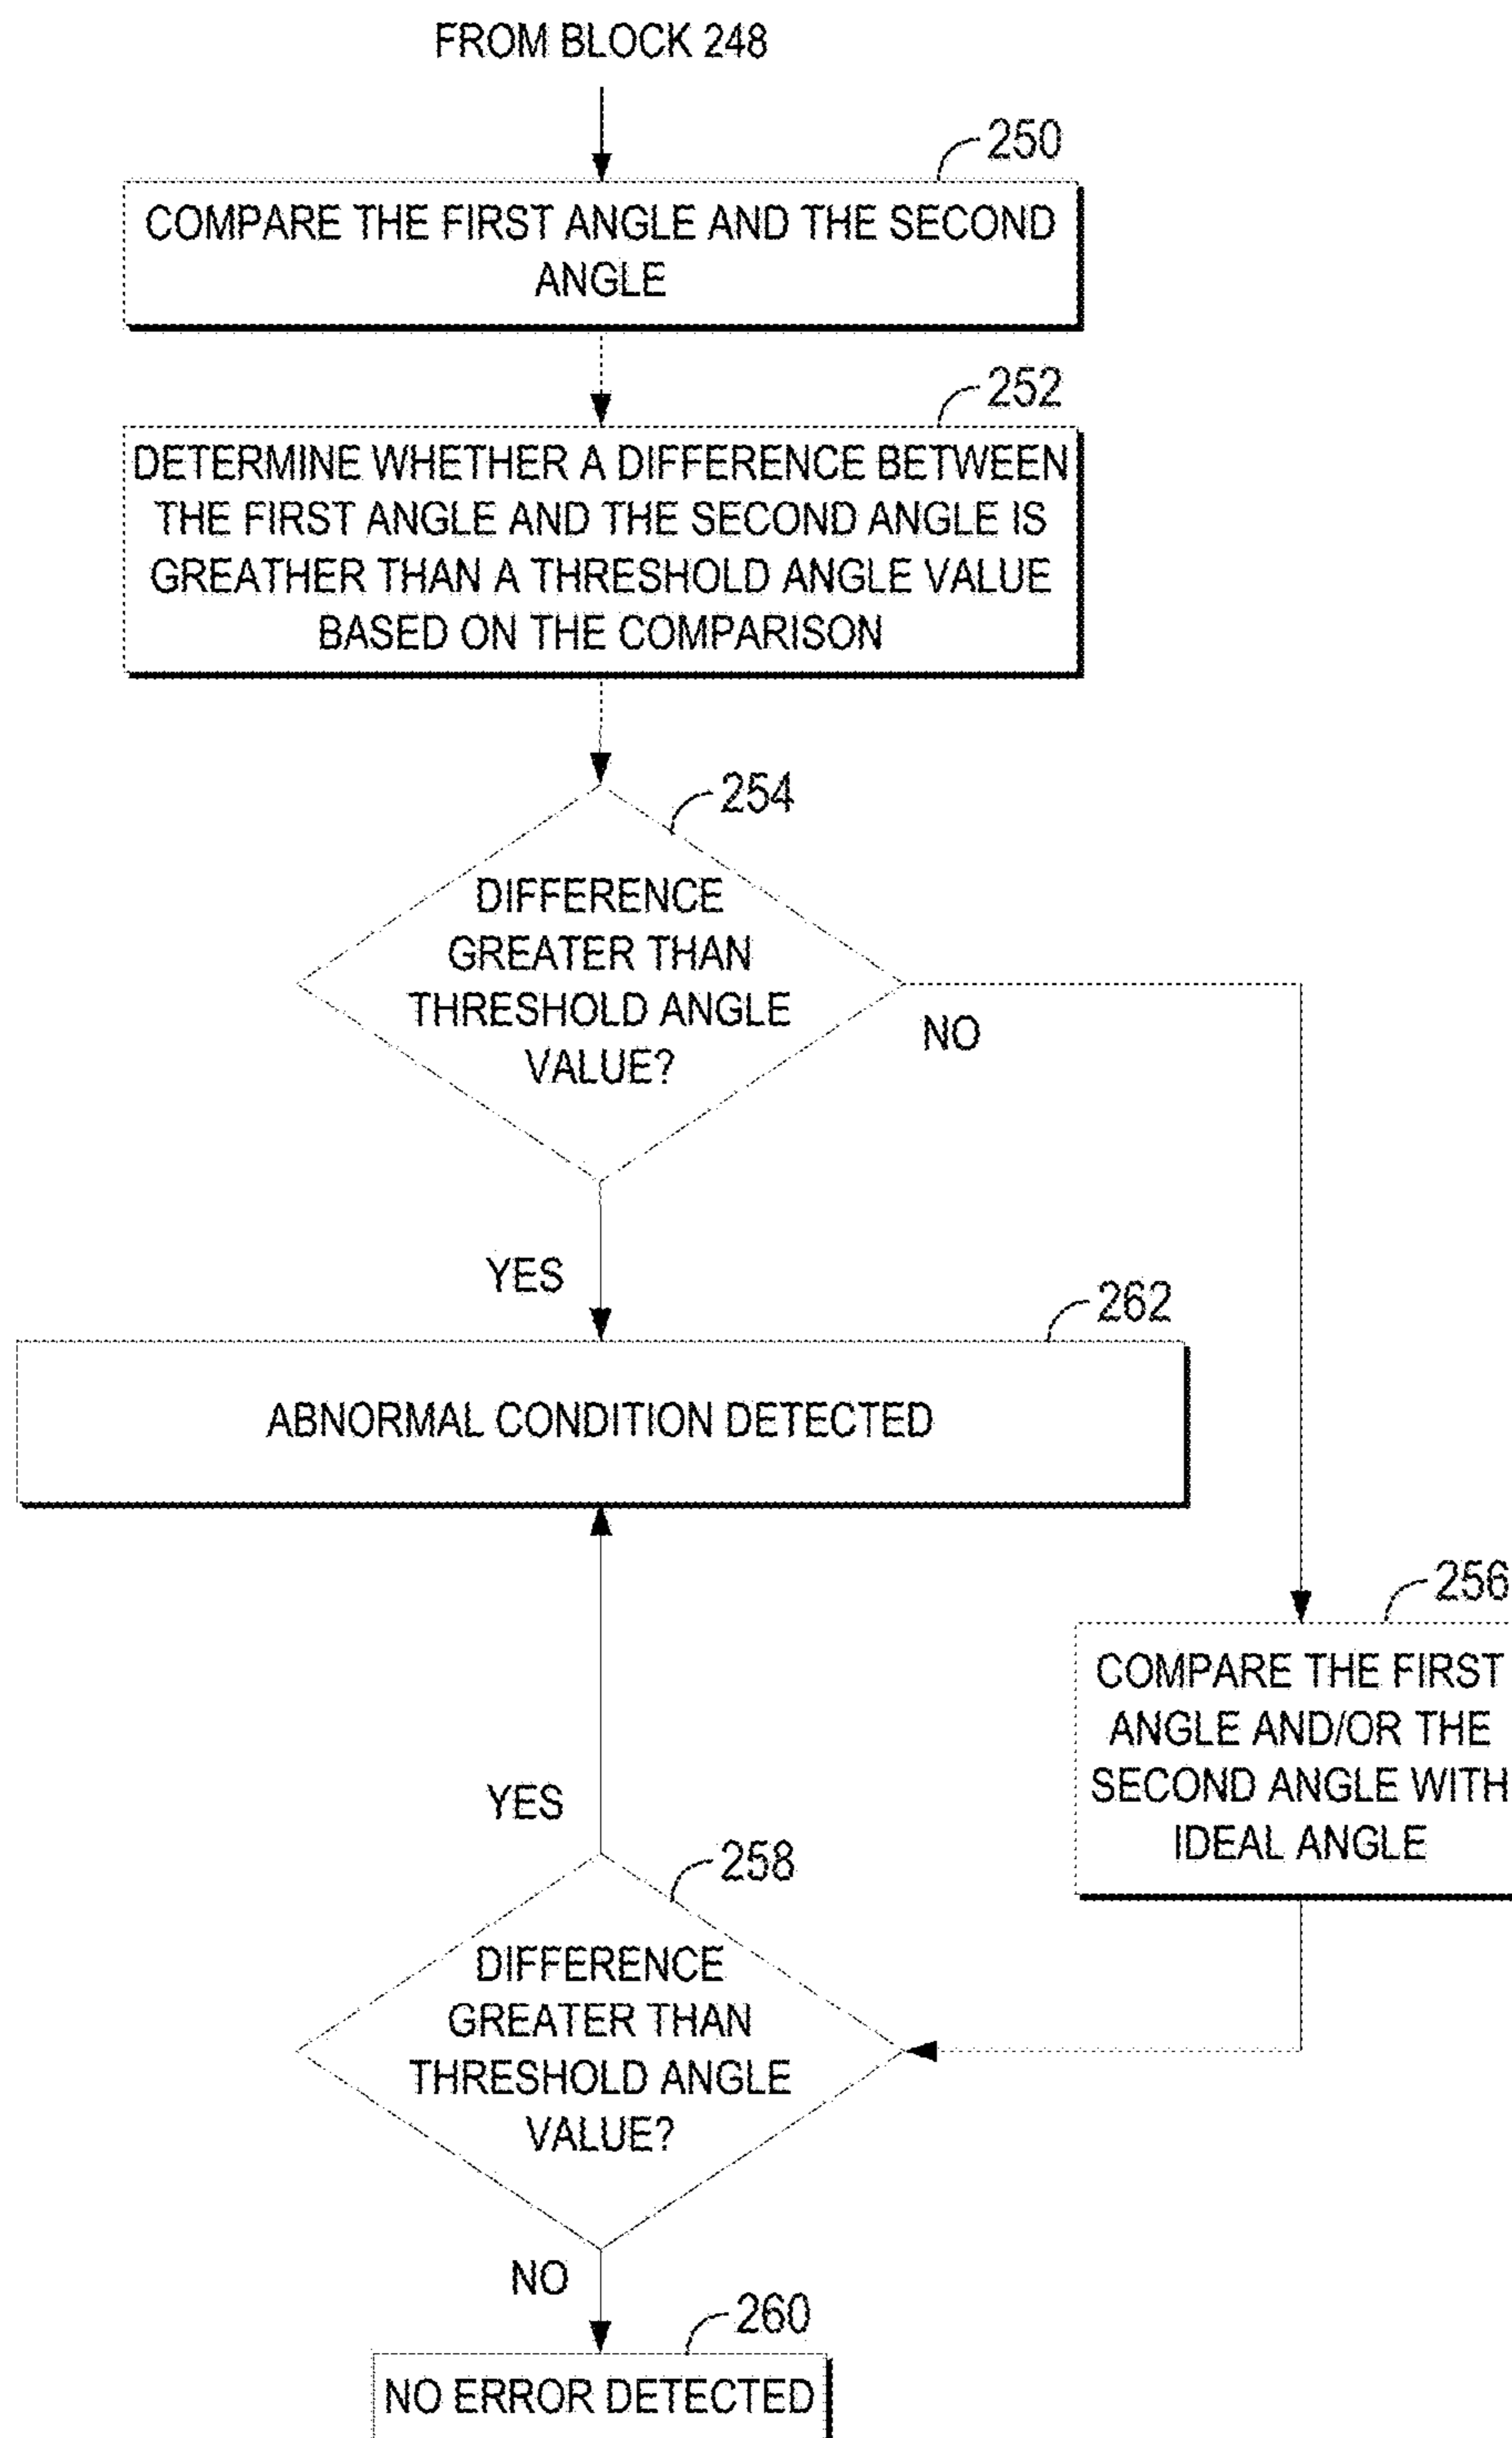 FROM BLOCK 248
250
COMPARE THE FIRST ANGLE AND THE SECOND
ANGLE
252
DETERMINE WHETHER A DIFFERENCE BETWEEN
THE FIRST ANGLE AND THE SECOND ANGLE IS
GREATHER THAN A THRESHOLD ANGLE VALUE
BASED ON THE COMPARISON
254
DIFFERENCE
GREATER THAN
THRESHOLD ANGLE
VALUE?
NO
YES
262
ABNORMAL CONDITION DETECTED
256
COMPARE THE FIRST
ANGLE AND/OR THE
SECOND ANGLE WITH
IDEAL ANGLE
YES
258
DIFFERENCE
GREATER THAN
THRESHOLD ANGLE
VALUE?
NO
260
NO ERROR DETECTED